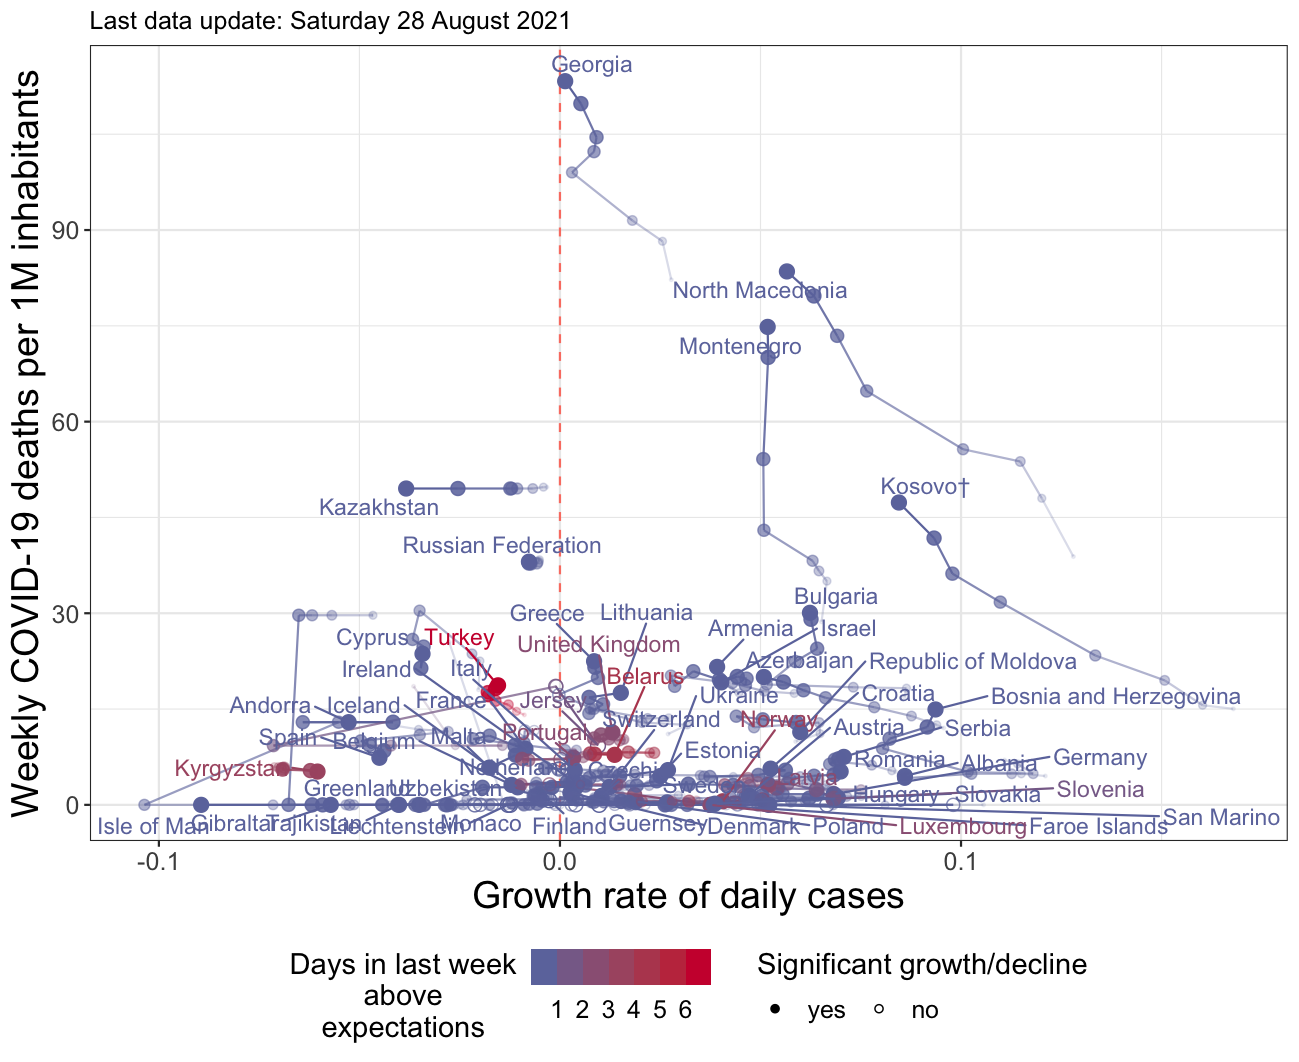 Last data update: Saturday 28 August 2021
Weekly COVID-19 deaths per 1M inhabitants
Georgia
90
North Macedonia
Montenegro
60
Kosovo†
Kazakhstan
Russian Federation
30
Bulgaria
Greece
Lithuania
Armenia
Israel
Cyprus
Turkey
United Kingdom
Azerbaijan
Republic of Moldova
Ireland
Italy
Belarus
Ukraine
Croatia
Bosnia and Herzegovina
Andorra
Iceland
France
Jersey
Switzerland
Norway
Austria
Serbia
Spain
Belgium
Malta
Portugal
Estonia
Romania
Albania
Germany
Kyrgyzstan
Netherlands
Czechia
Latvia
Greenland
Uzbekistan
Sweden
Hungary
Slovakia
Slovenia
0
San Marino
Isle of Man
Gibraltar
Tajikistan
Liechtenstein
Monaco
Finland
Guernsey
Denmark
Poland
Luxembourg
Faroe Islands
-0.1
0.0
0.1
Growth rate of daily cases
Days in last week
above
expectations
1 2 3 4 5 6
Significant growth/decline
yes
no